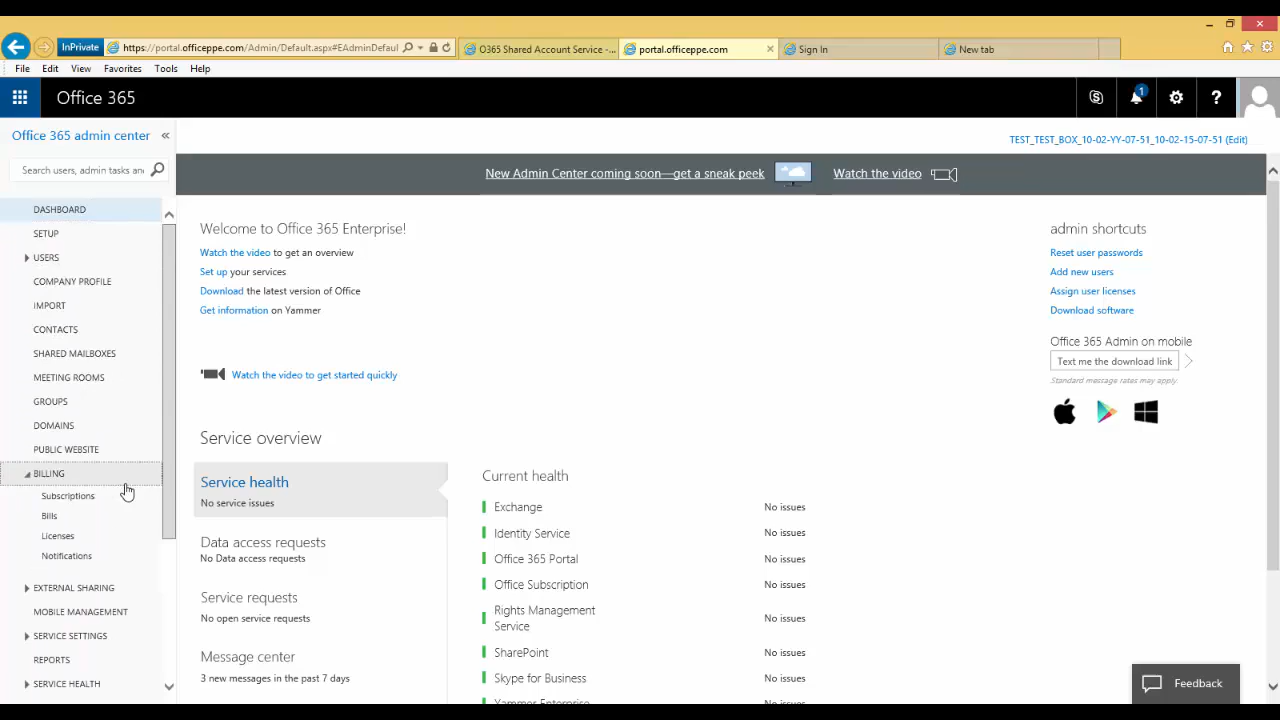 InPrivate
https://portal.officeppe.com/Admin/Default.aspx#EAdminDefaul
O365 Shared Account Service -...
portal.officeppe.com
Sign In
New tab
File Edit View Favorites Tools Help
Office 365
1
?
Office 365 admin center «
TEST_TEST_BOX_10-02-YY-07-51_10-02-15-07-51 (Edit)
Search users, admin tasks an
New Admin Center coming soon—get a sneak peek
Watch the video
DASHBOARD
SETUP
USERS
COMPANY PROFILE
IMPORT
CONTACTS
SHARED MAILBOXES
MEETING ROOMS
GROUPS
DOMAINS
PUBLIC WEBSITE
BILLING
Subscriptions
Bills
Licenses
Notifications
EXTERNAL SHARING
MOBILE MANAGEMENT
SERVICE SETTINGS
REPORTS
SERVICE HEALTH
Welcome to Office 365 Enterprise!
Watch the video to get an overview
Set up your services
Download the latest version of Office
Get information on Yammer
Watch the video to get started quickly
Service overview
Service health
No service issues
Data access requests
No Data access requests
Service requests
No open service requests
Message center
3 new messages in the past 7 days
Current health
Exchange No issues
Identity Service No issues
Office 365 Portal No issues
Office Subscription No issues
Rights Management
Service No issues
SharePoint No issues
Skype for Business No issues
Yammer Enterprise No issues
admin shortcuts
Reset user passwords
Add new users
Assign user licenses
Download software
Office 365 Admin on mobile
Text me the download link
Standard message rates may apply.
Feedback